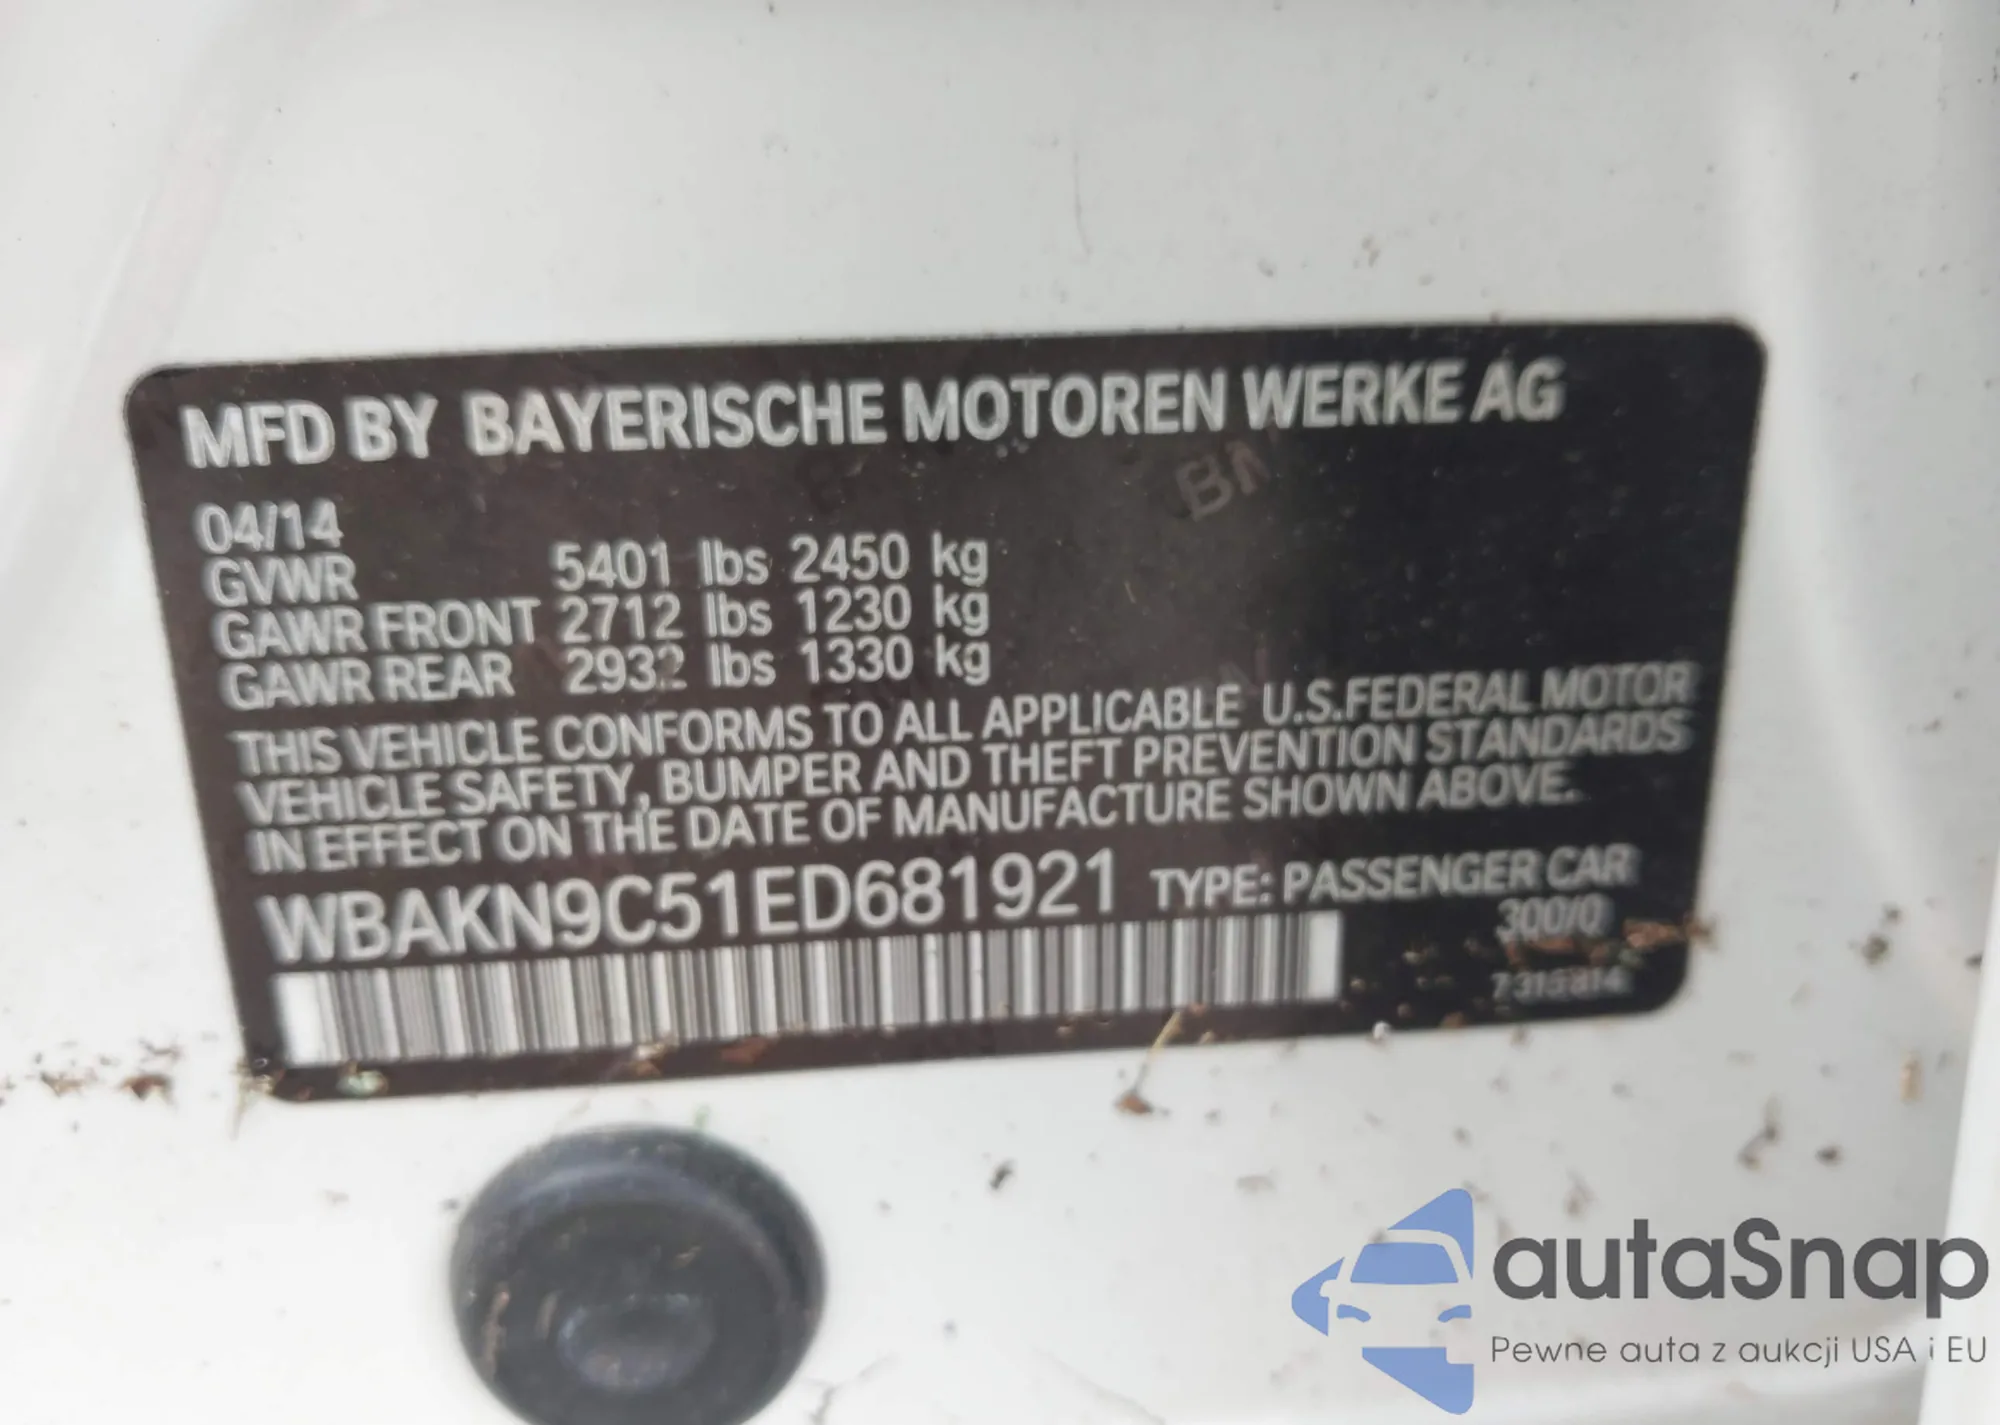 MFD BY BAYERISCHE MOTOREN WERKE AG
04/14
GVWR 5401 lbs 2450 kg
GAWR FRONT 2712 lbs 1230 kg
GAWR REAR 2932 lbs 1330 kg
THIS VEHICLE CONFORMS TO ALL APPLICABLE U.S.FEDERAL MOTOR
VEHICLE SAFETY, BUMPER AND THEFT PREVENTION STANDARDS
IN EFFECT ON THE DATE OF MANUFACTURE SHOWN ABOVE.
WBAKN9C51ED681921 TYPE: PASSENGER CAR
300/0
autaSnap
Pewne auta z aukcji USA i EU